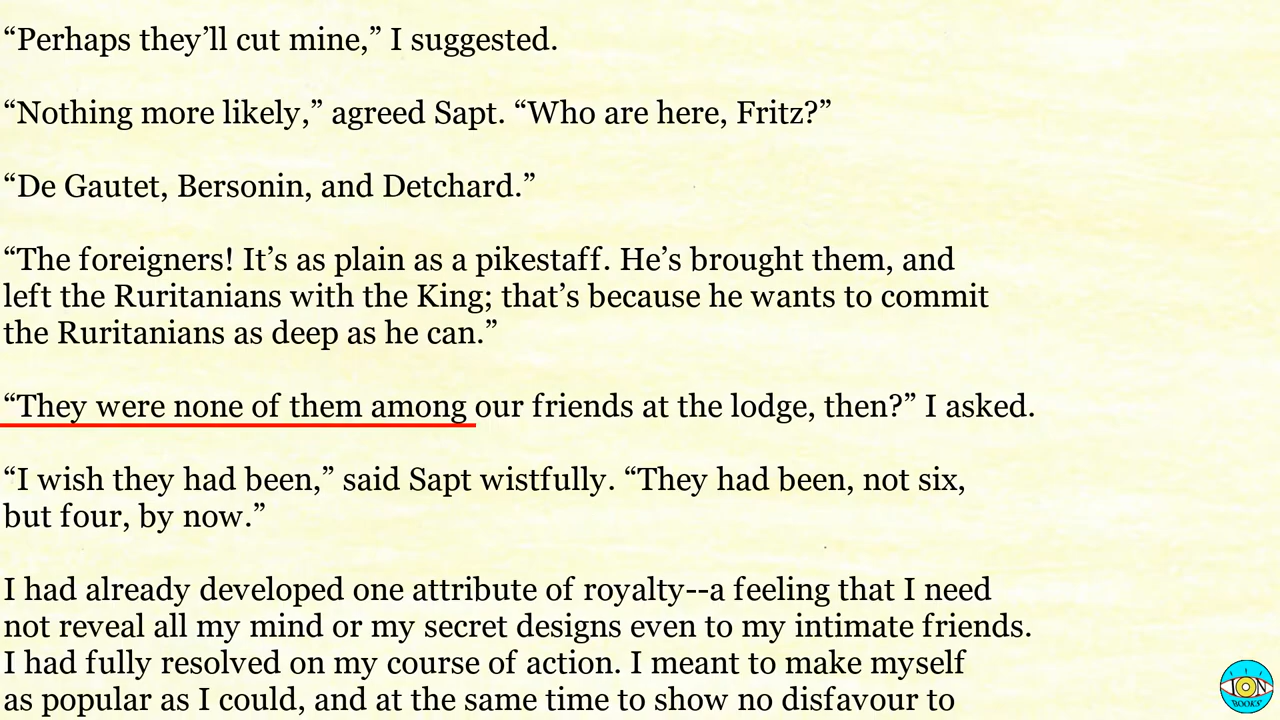 “Perhaps they’ll cut mine,” I suggested.
“Nothing more likely,” agreed Sapt. “Who are here, Fritz?”
“De Gautet, Bersonin, and Detchard.”
“The foreigners! It’s as plain as a pikestaff. He’s brought them, and
left the Ruritanians with the King; that’s because he wants to commit
the Ruritanians as deep as he can.”
“They were none of them among our friends at the lodge, then?” I asked.
“I wish they had been,” said Sapt wistfully. “They had been, not six,
but four, by now.”
I had already developed one attribute of royalty--a feeling that I need
not reveal all my mind or my secret designs even to my intimate friends.
I had fully resolved on my course of action. I meant to make myself
as popular as I could, and at the same time to show no disfavour to
ION
BOOKS